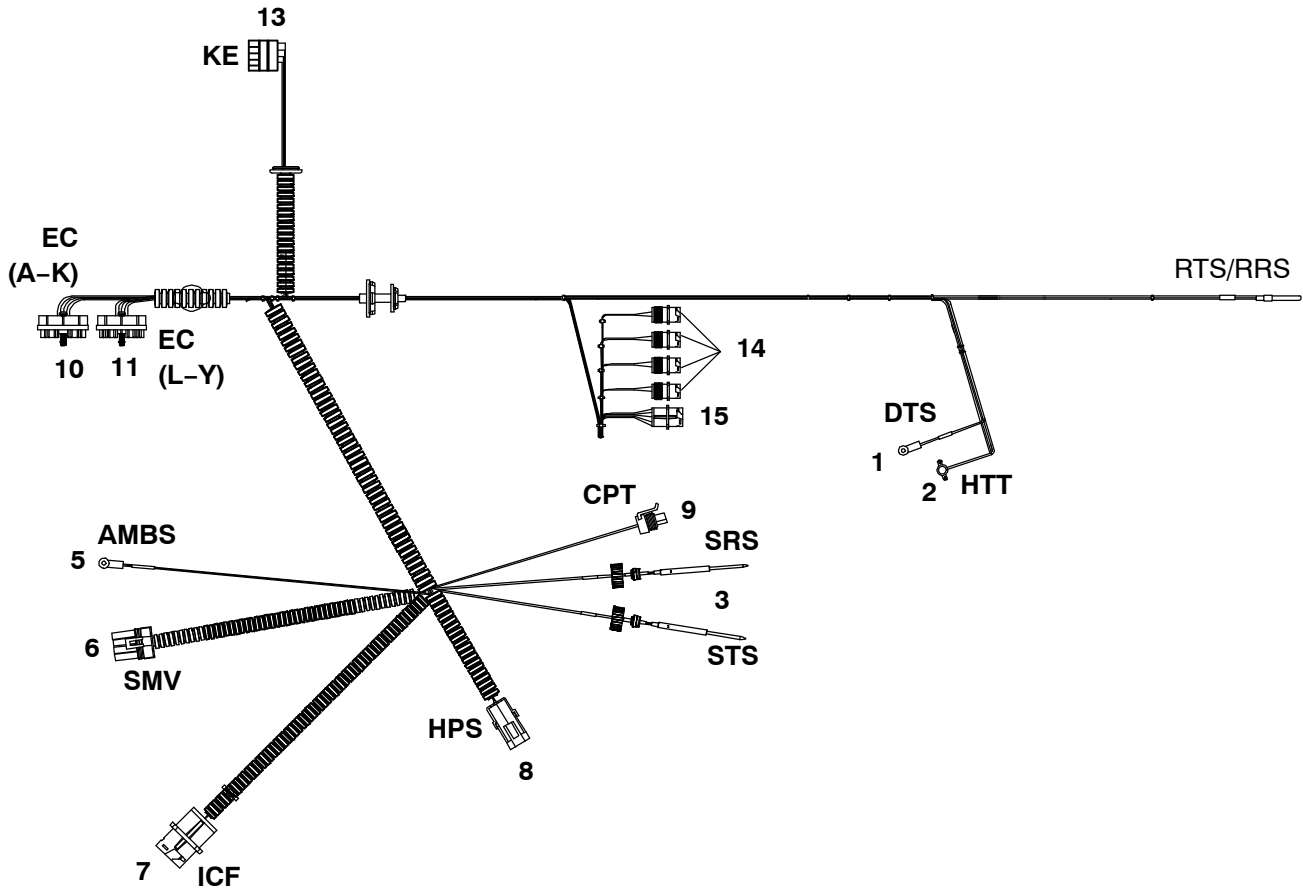 13
KE
EC
(A–K)
RTS/RRS
10
11
EC
(L–Y)
14
15
DTS
1
2
HTT
CPT
9
AMBS
5
SRS
3
6
SMV
STS
HPS
8
7
ICF